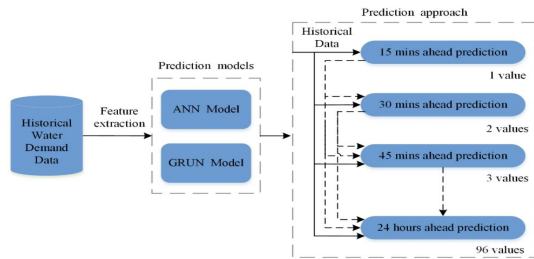 Prediction approach
Historical
Data
15 mins ahead prediction
1 value
Prediction models
ANN Model
30 mins ahead prediction
2 values
Historical
Water
Demand
Data
Feature
extraction
GRUN Model
45 mins ahead prediction
3 values
24 hours ahead prediction
96 values